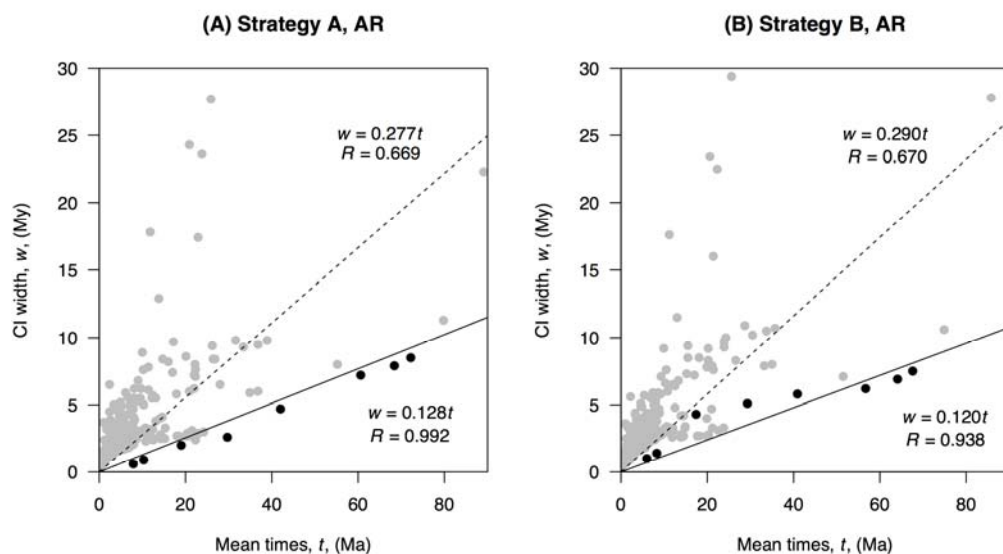 (A) Strategy A, AR
30
25
20
15
10
5
0
CI width, w, (My)
w = 0.277t
R = 0.669
w = 0.128t
R = 0.992
0 20 40 60 80
Mean times, t, (Ma)
(B) Strategy B, AR
30
25
20
15
10
5
0
CI width, w, (My)
w = 0.290t
R = 0.670
w = 0.120t
R = 0.938
0 20 40 60 80
Mean times, t, (Ma)